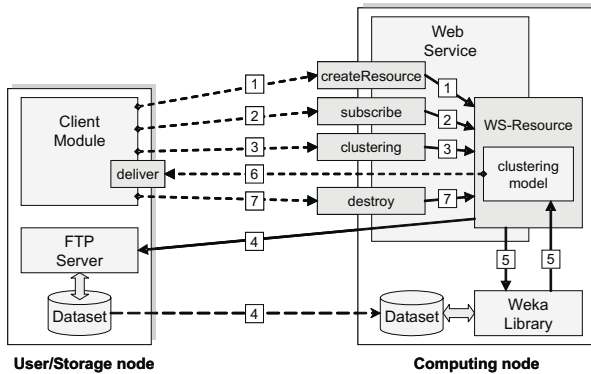 Web
Service
createResource
1
1
Client
Module
subscribe
2
2
WS-Resource
clustering
3
3
deliver
6
clustering
model
7
destroy
7
FTP
Server
4
5
5
Dataset
4
Dataset
Weka
Library
User/Storage node
Computing node